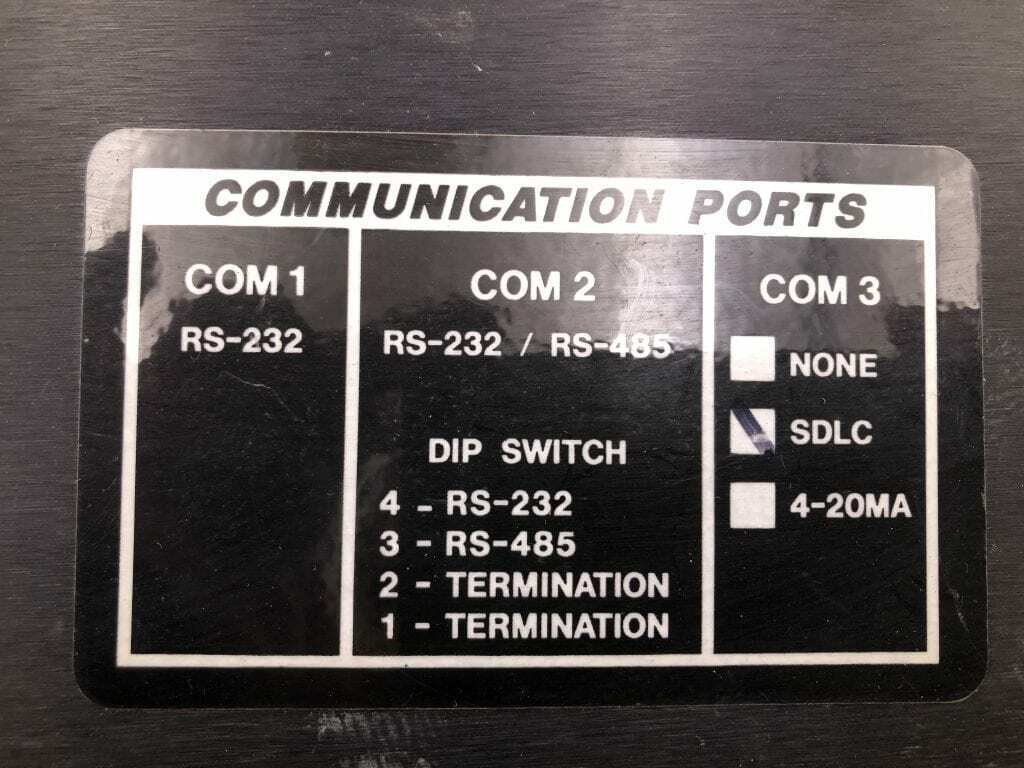 COMMUNICATION PORTS
COM 1
RS-232
COM 2
RS-232 / RS-485
DIP SWITCH
4 - RS-232
3 - RS-485
2 - TERMINATION
1 - TERMINATION
COM 3
NONE
SDLC
4-20MA